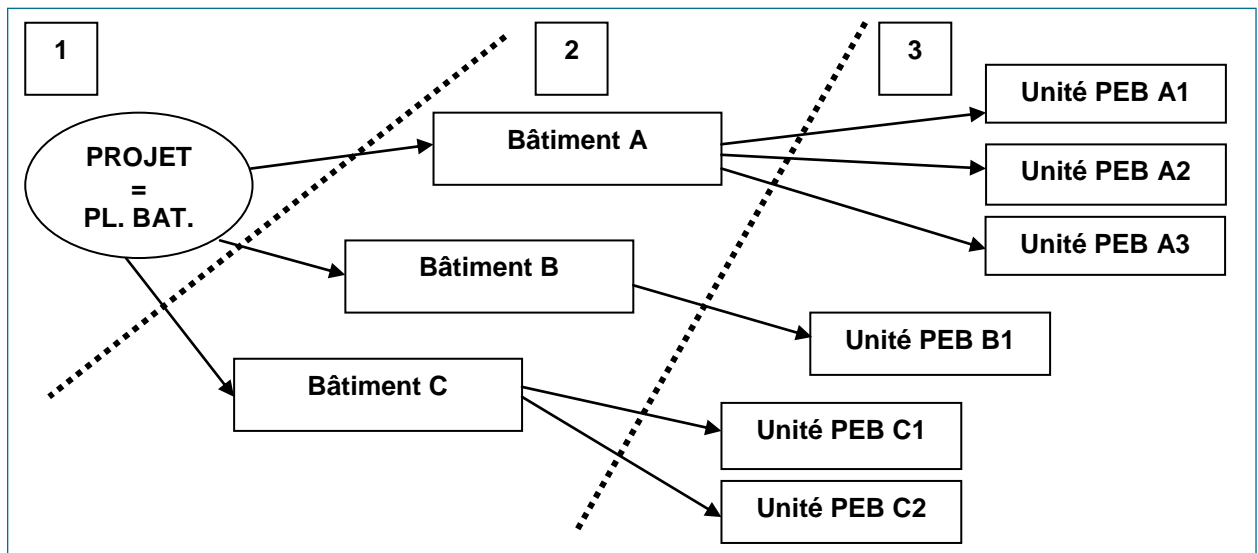 1
2
3
PROJET
=
PL. BAT.
Bâtiment A
Bâtiment B
Bâtiment C
Unité PEB A1
Unité PEB A2
Unité PEB A3
Unité PEB B1
Unité PEB C1
Unité PEB C2